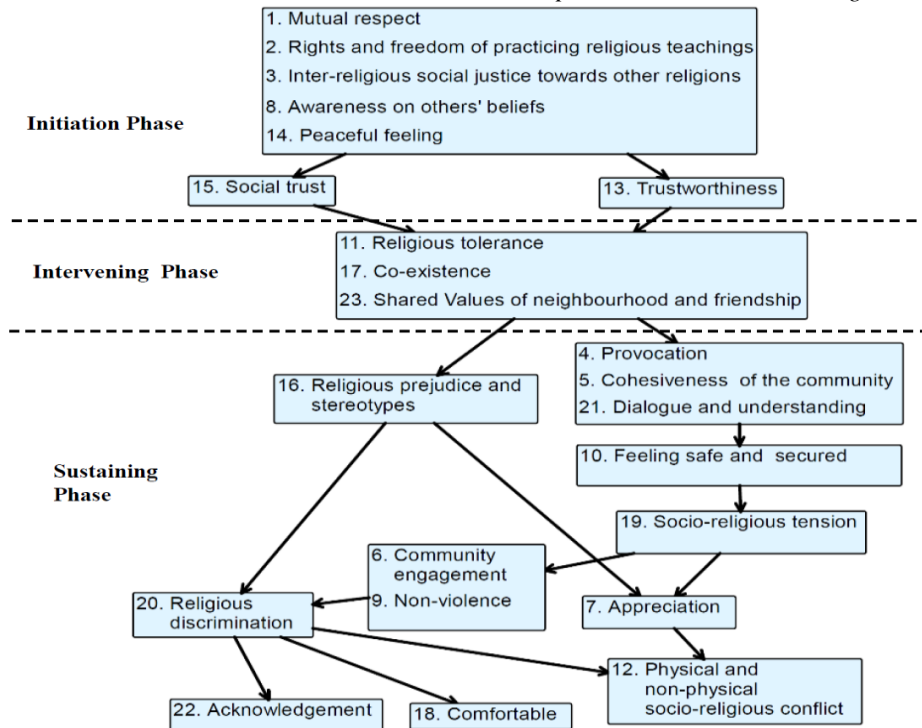 1. Mutual respect
2. Rights and freedom of practicing religious teachings
3. Inter-religious social justice towards other religions
8. Awareness on others' beliefs
14. Peaceful feeling
Initiation Phase
15. Social trust
13. Trustworthiness
11. Religious tolerance
17. Co-existence
23. Shared Values of neighbourhood and friendship
Intervening Phase
4. Provocation
5. Cohesiveness of the community
21. Dialogue and understanding
16. Religious prejudice and
stereotypes
10. Feeling safe and secured
Sustaining
Phase
19. Socio-religious tension
6. Community
engagement
9. Non-violence
20. Religious
discrimination
7. Appreciation
12. Physical and
non-physical
socio-religious conflict
22. Acknowledgement
18. Comfortable